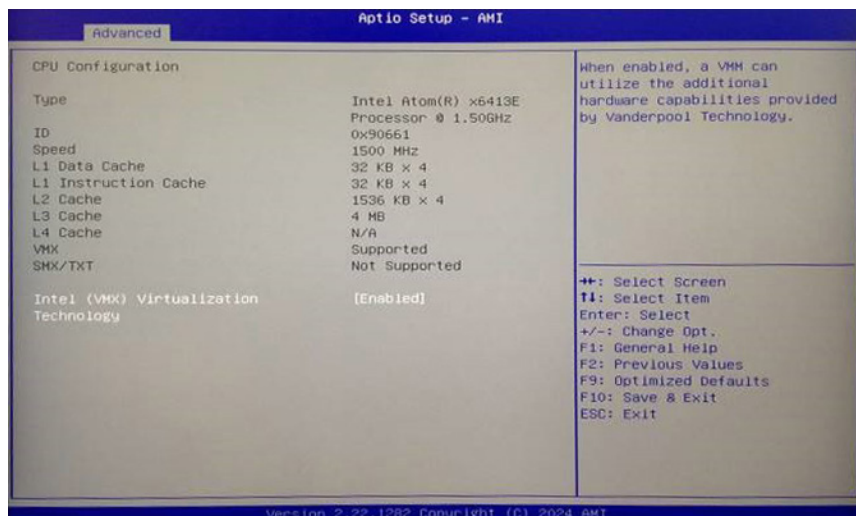 Aptio Setup - AMI
Advanced
CPU Configuration
Type Intel Atom(R) x6413E
Processor @ 1.50GHz
ID 0x90661
Speed 1500 MHz
L1 Data Cache 32 KB x 4
L1 Instruction Cache 32 KB x 4
L2 Cache 1536 KB x 4
L3 Cache 4 MB
L4 Cache N/A
VMX Supported
SMX/TXT Not Supported
Intel (VMX) Virtualization [Enabled]
Technology
When enabled, a VMM can
utilize the additional
hardware capabilities provided
by Vanderpool Technology.
→←: Select Screen
↑↓: Select Item
Enter: Select
+/-: Change Opt.
F1: General Help
F2: Previous Values
F9: Optimized Defaults
F10: Save & Exit
ESC: Exit
Version 2.22.1282 Copyright (C) 2024 AMI